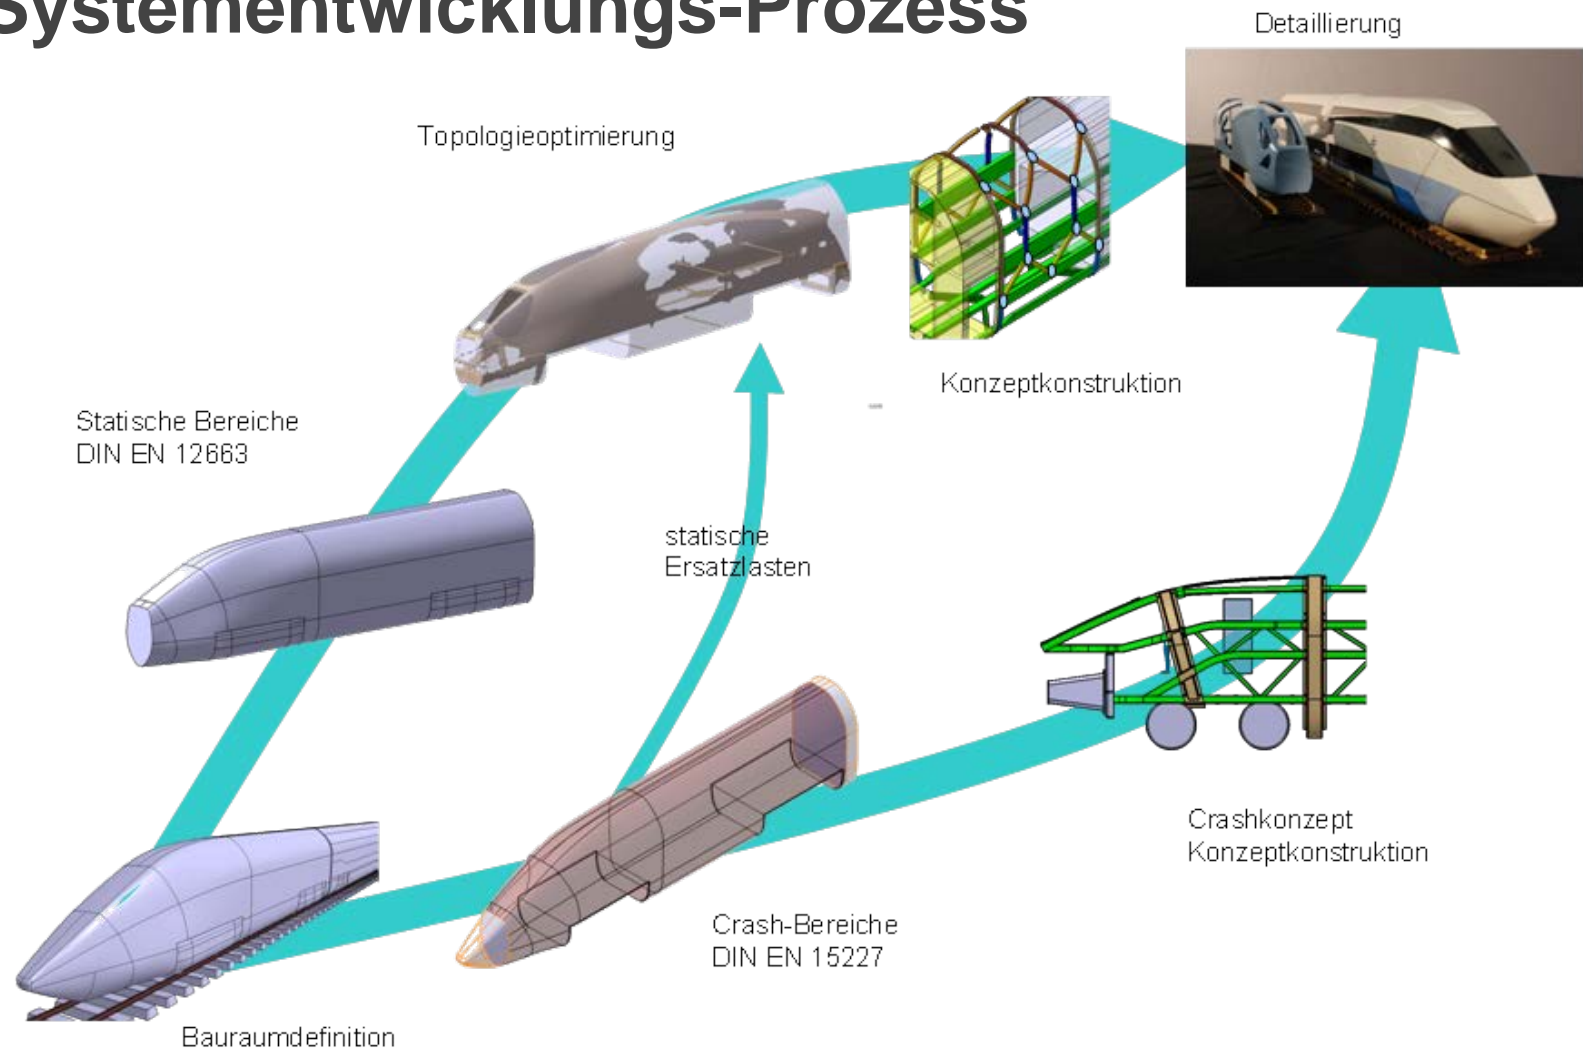 Systementwicklungs-Prozess
Detaillierung
Topologieoptimierung
Konzeptkonstruktion
Statische Bereiche
DIN EN 12663
statische
Ersatzlasten
Crashkonzept
Konzeptkonstruktion
Crash-Bereiche
DIN EN 15227
Bauraumdefinition